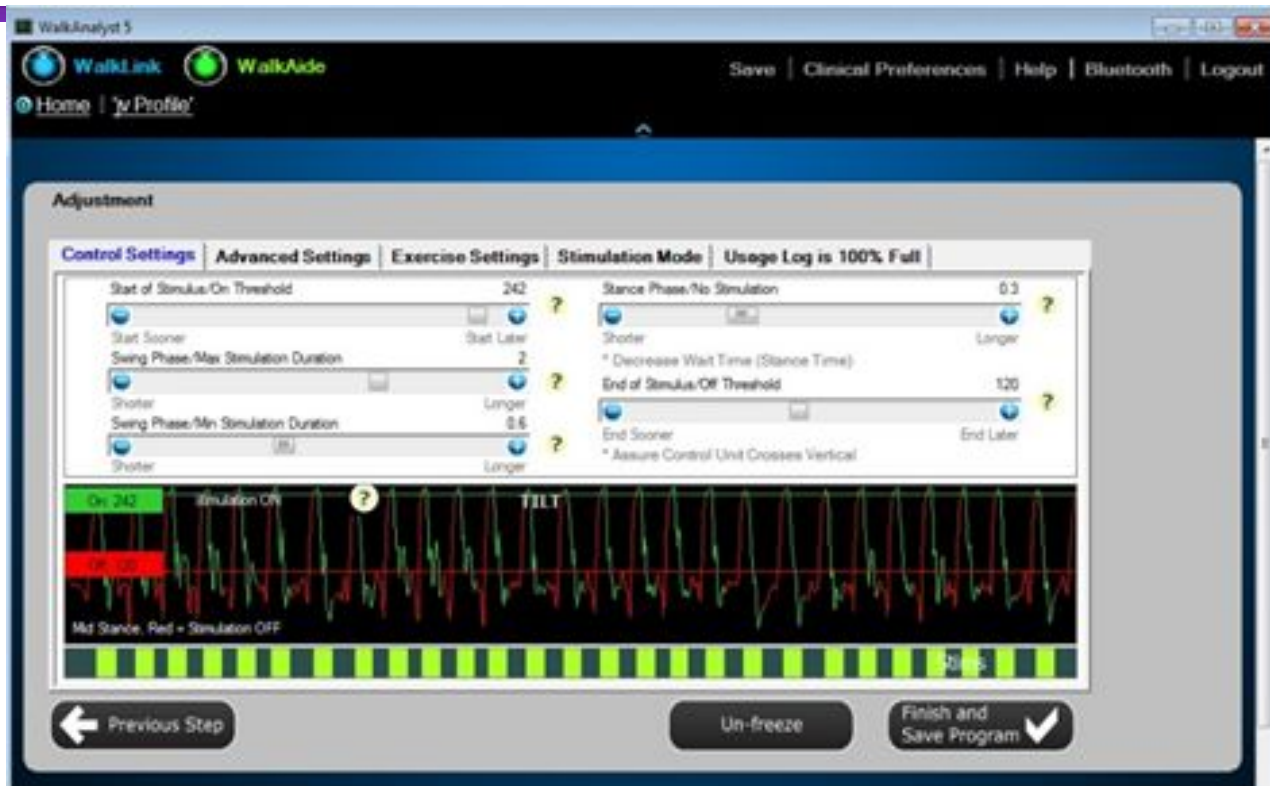 WalkAnalyst 5
WalkLink WalkAide
Save | Clinical Preferences | Help | Bluetooth | Logout
Home | 'jv Profile'
Adjustment
Control Settings | Advanced Settings | Exercise Settings | Stimulation Mode | Usage Log is 100% Full
Start of Stimulus/On Threshold 242 ?
Start Sooner Start Later
Swing Phase/Max Stimulation Duration 2 ?
Shorter Longer
Swing Phase/Min Stimulation Duration 0.6 ?
Shorter Longer
Stance Phase/No Stimulation 0.3 ?
Shorter Longer
* Decrease Wait Time (Stance Time)
End of Stimulus/Off Threshold 120 ?
End Sooner End Later
* Assure Control Unit Crosses Vertical
On: 242 Stimulation ON ? TILT
Off: 120
Mid Stance, Red = Stimulation OFF
Stims
Previous Step
Un-freeze
Finish and
Save Program